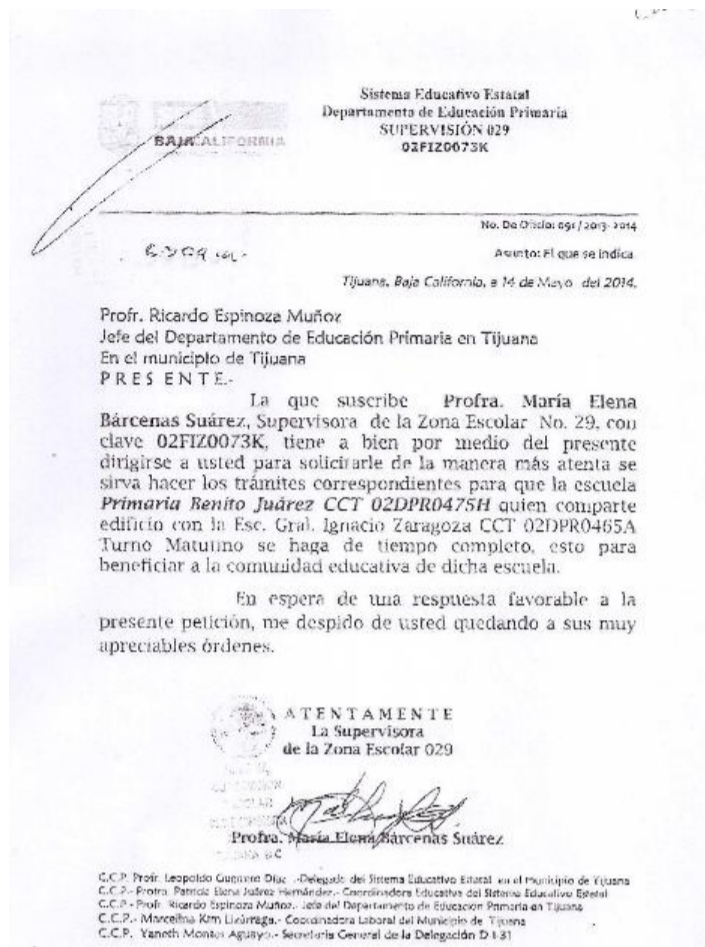 Sistema Educativo Estatal
Departamento de Educación Primaria
SUPERVISIÓN 029
02FIZ0073K
BAJA CALIFORNIA
No. De Oficio: 091/2013-2014
Asunto: El que se indica
Tijuana, Baja California, a 14 de Mayo del 2014.
Profr. Ricardo Espinoza Muñoz
Jefe del Departamento de Educación Primaria en Tijuana
En el municipio de Tijuana
P R E S E N T E.-
La que suscribe Profra. María Elena
Bárcenas Suárez, Supervisora de la Zona Escolar No. 29, con
clave 02FIZ0073K, tiene a bien por medio del presente
dirigirse a usted para solicitarle de la manera más atenta se
sirva hacer los trámites correspondientes para que la escuela
Primaria Benito Juárez CCT 02DPR0475H quien comparte
edificio con la Esc. Gral. Ignacio Zaragoza CCT 02DPR0465A
Turno Matutino se haga de tiempo completo, esto para
beneficiar a la comunidad educativa de dicha escuela.
En espera de una respuesta favorable a la
presente petición, me despido de usted quedando a sus muy
apreciables órdenes.
A T E N T A M E N T E
La Supervisora
de la Zona Escolar 029
Profra. María Elena Bárcenas Suárez
C.C.P. Profr. Leopoldo Guerrero Díaz .-Delegado del Sistema Educativo Estatal en el Municipio de Tijuana
C.C.P.- Profra. Patricia Elena Juárez Hernández.- Coordinadora Educativa del Sistema Educativo Estatal
C.C.P.- Profr. Ricardo Espinoza Muñoz.- Jefe del Departamento de Educación Primaria en Tijuana
C.C.P.- Marcelina Kim Lizárraga.- Coordinadora Laboral del Municipio de Tijuana
C.C.P. Yaneth Montes Aguayo.- Secretaria General de la Delegación D-I-31